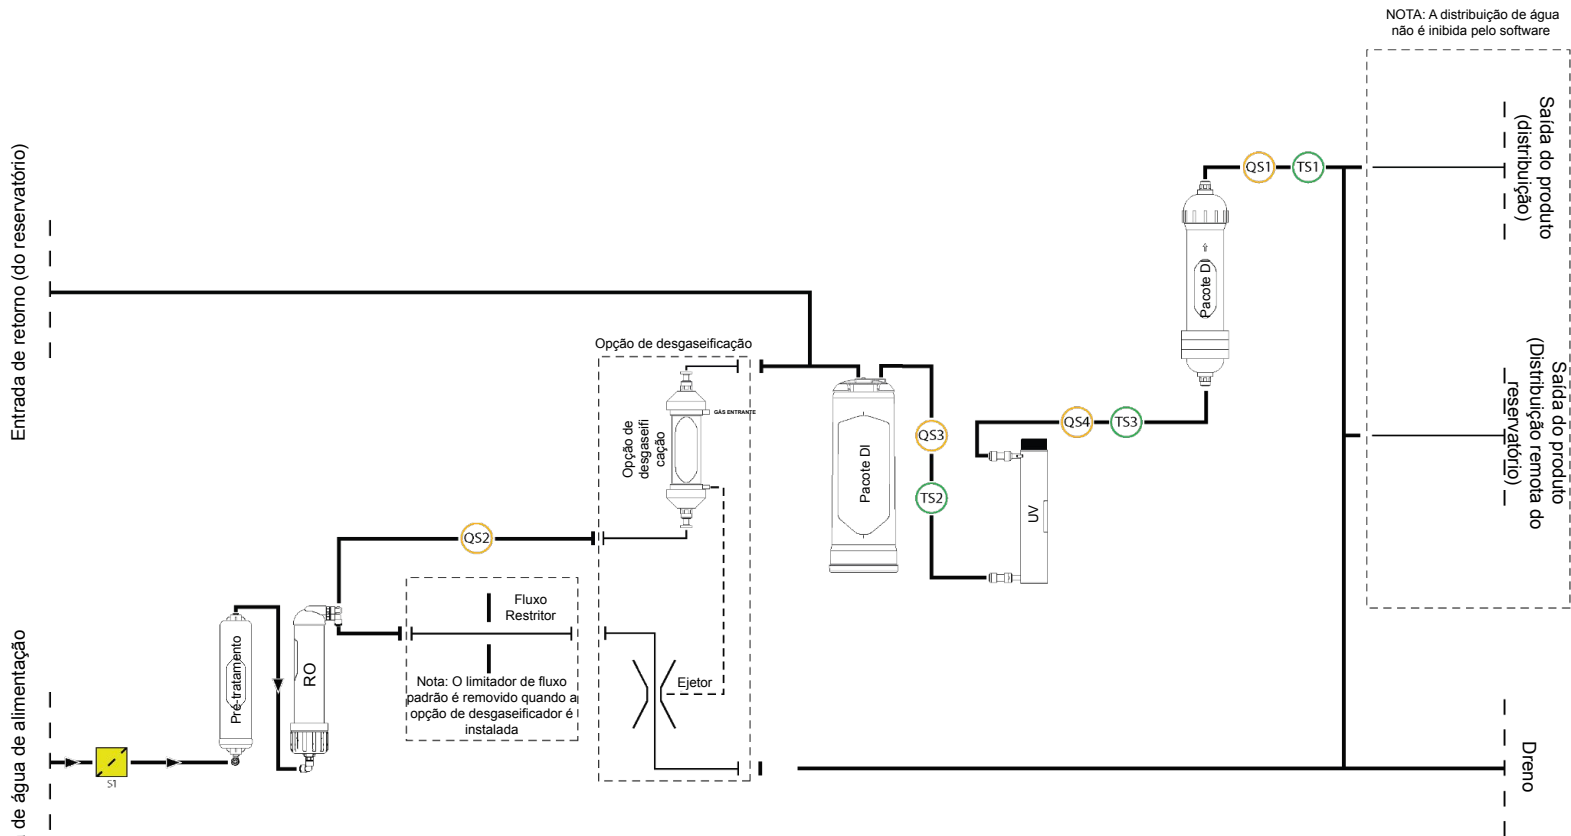 NOTA: A distribuição de água
não é inibida pelo software
Saída do produto
(distribuição)
QS1
TS1
Entrada de retorno (do reservatório)
Pacote DI
Opção de desgaseificação
GÁS ENTRANTE
Opção de
desgaseifi
cação
Saída do produto
(Distribuição remota do
reservatório)
QS4
TS3
QS3
Pacote DI
TS2
UV
QS2
Fluxo
Restritor
Pré-tratamento
RO
Nota: O limitador de fluxo
padrão é removido quando a
opção de desgaseificador é
instalada
Ejetor
de água de alimentação
S1
Dreno